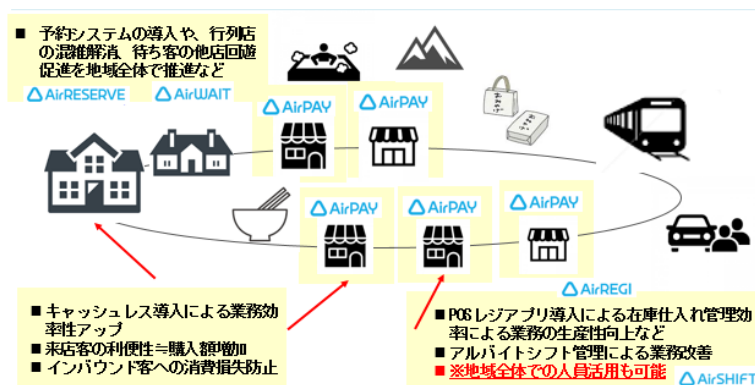 ■ 予約システムの導入や、行列店
の混雑解消、待ち客の他店回遊
促進を地域全体で推進など
AirRESERVE
AirWAIT
AirPAY
AirPAY
AirPAY
AirPAY
AirPAY
AirREGI
■ キャッシュレス導入による業務効
率性アップ
■ 来店客の利便性≒購入額増加
■ インバウンド客への消費損失防止
■ POSレジアプリ導入による在庫仕入れ管理効
率による業務の生産性向上など
■ アルバイトシフト管理による業務改善
■ ※地域全体での人員活用も可能
AirSHIFT